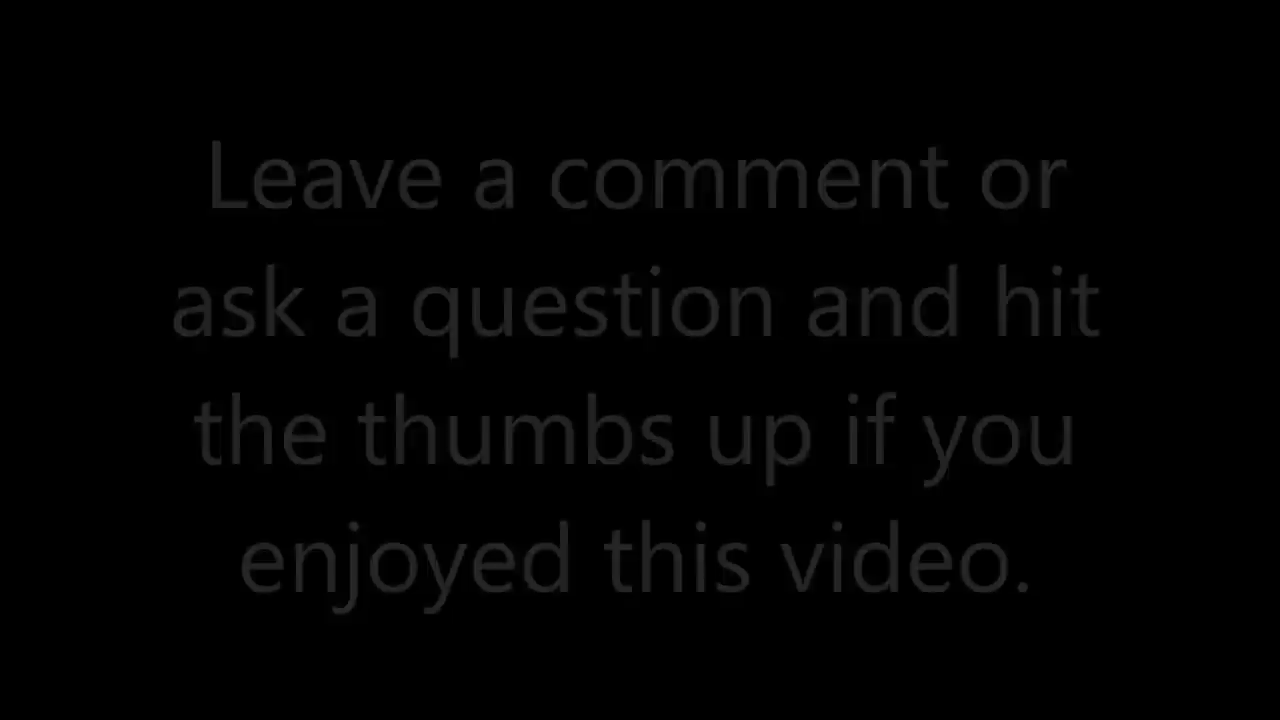 Leave a comment or
ask a question and hit
the thumbs up if you
enjoyed this video.